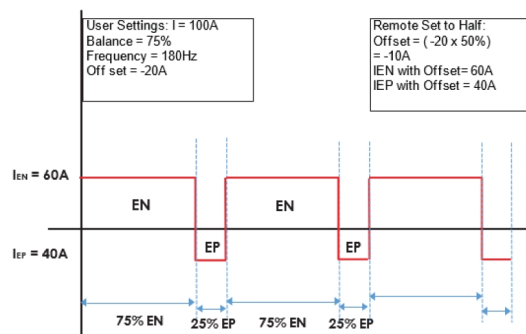 User Settings: I = 100A
Balance = 75%
Frequency = 180Hz
Off set = -20A
Remote Set to Half:
Offset = ( -20 x 50%)
= -10A
IEN with Offset= 60A
IEP with Offset = 40A
IEN = 60A
EN
EN
EP
EP
IEP = 40A
75% EN
25% EP
75% EN
25% EP